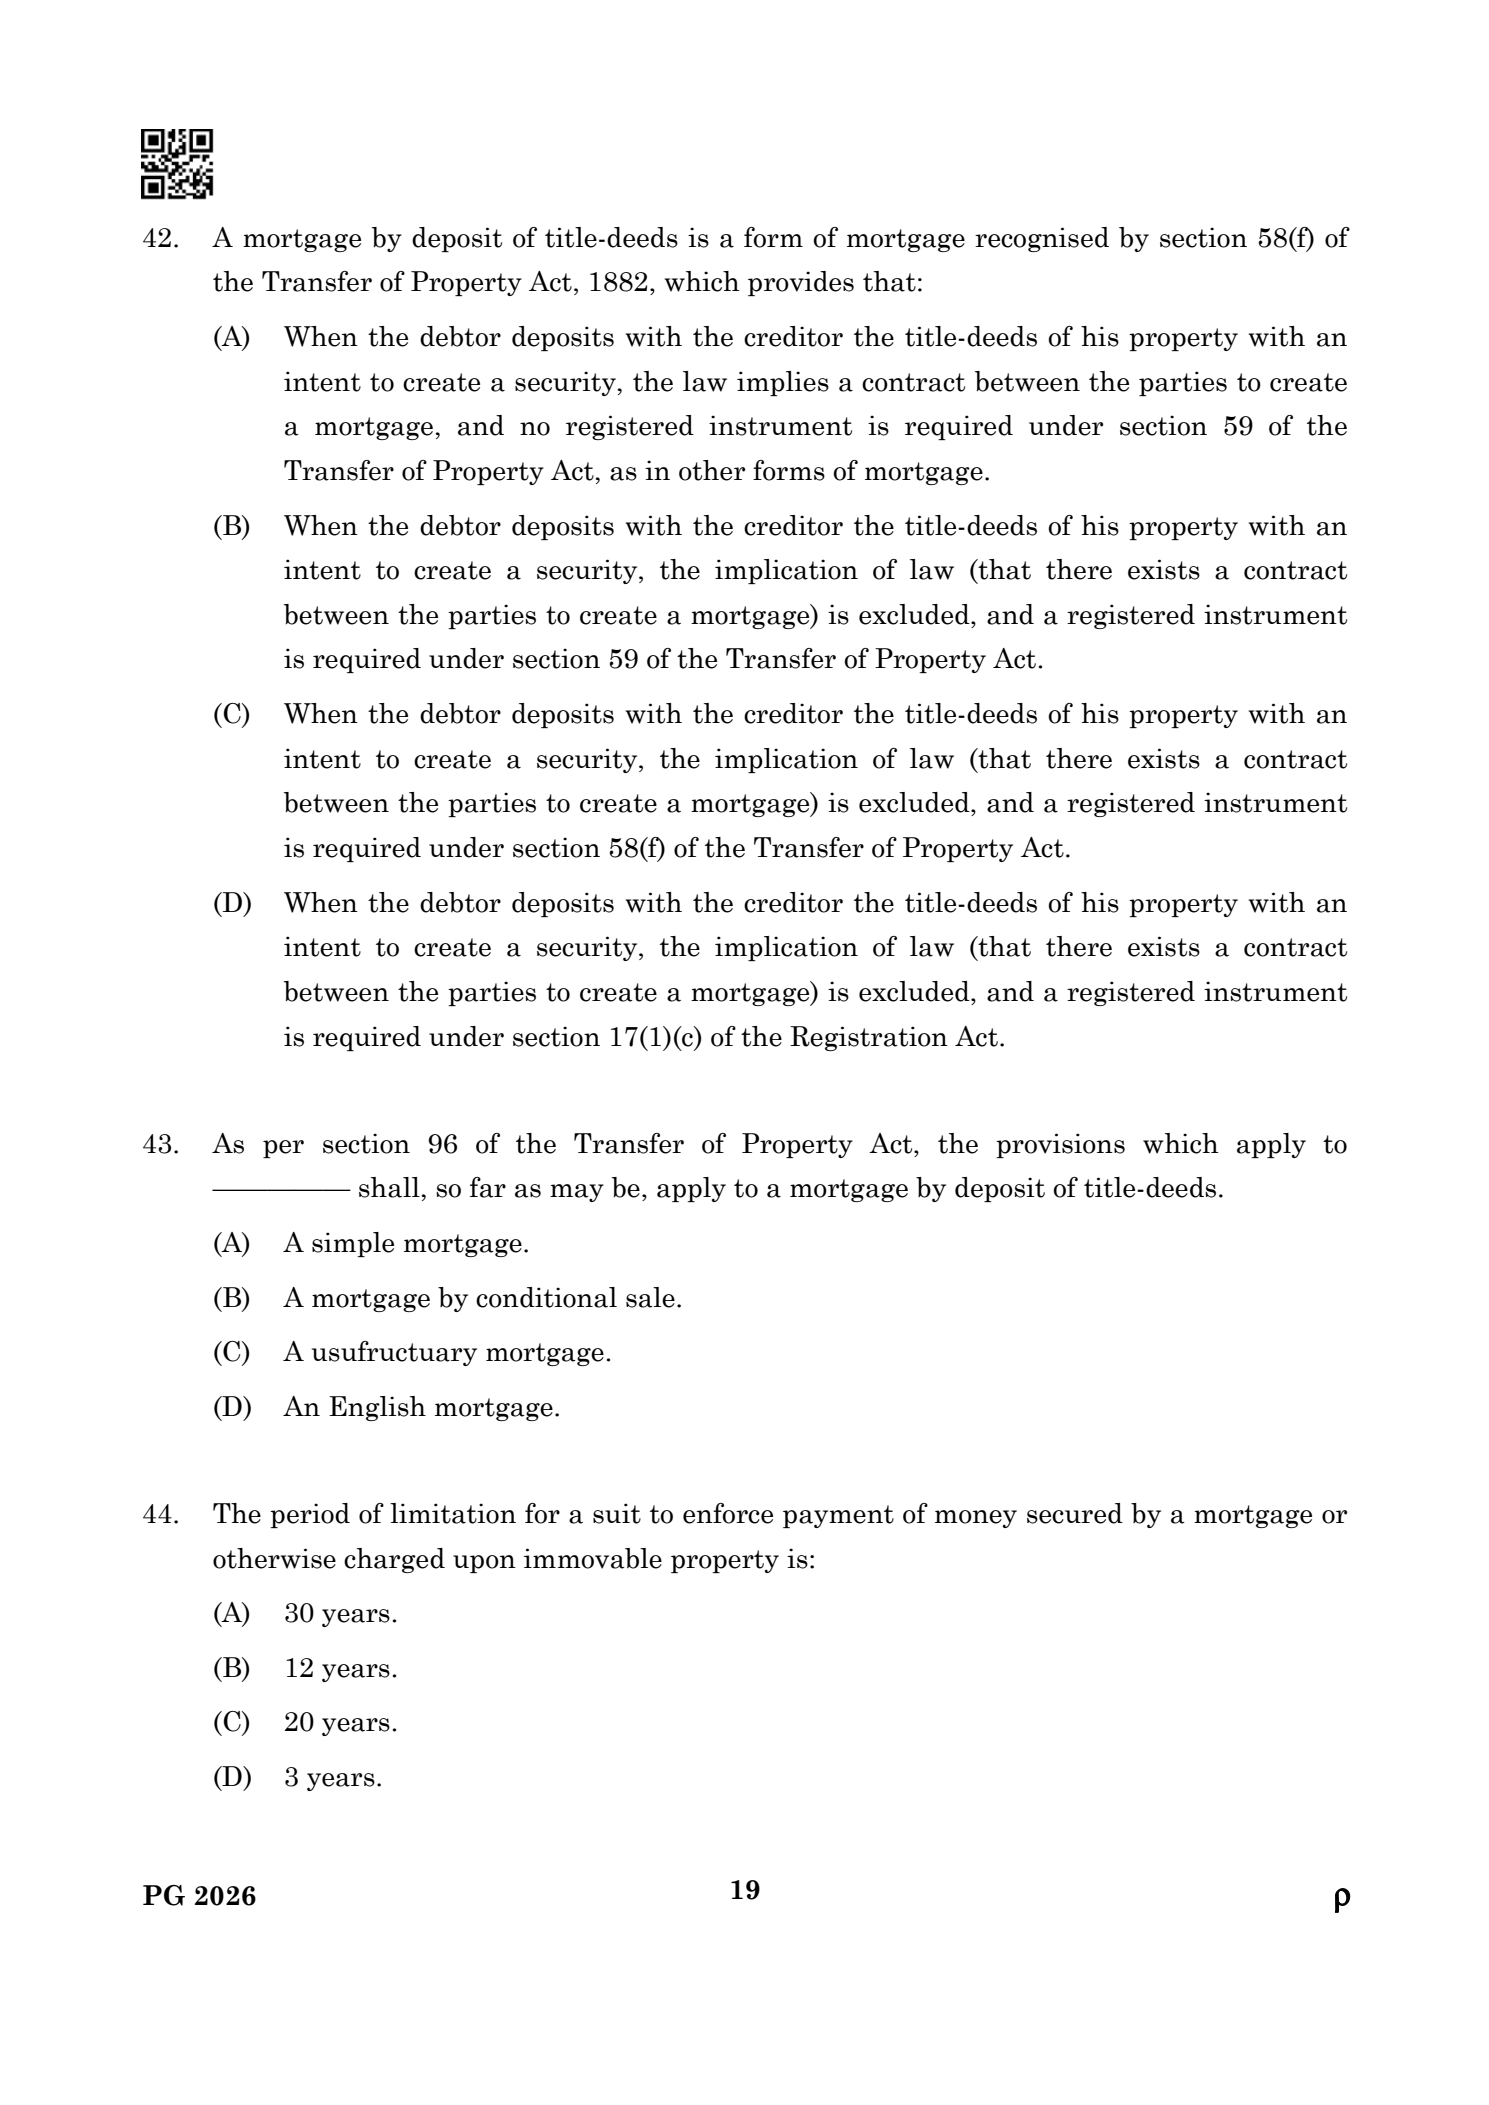 42. A mortgage by deposit of title-deeds is a form of mortgage recognised by section 58(f) of
the Transfer of Property Act, 1882, which provides that:
(A) When the debtor deposits with the creditor the title-deeds of his property with an
intent to create a security, the law implies a contract between the parties to create
a mortgage, and no registered instrument is required under section 59 of the
Transfer of Property Act, as in other forms of mortgage.
(B) When the debtor deposits with the creditor the title-deeds of his property with an
intent to create a security, the implication of law (that there exists a contract
between the parties to create a mortgage) is excluded, and a registered instrument
is required under section 59 of the Transfer of Property Act.
(C) When the debtor deposits with the creditor the title-deeds of his property with an
intent to create a security, the implication of law (that there exists a contract
between the parties to create a mortgage) is excluded, and a registered instrument
is required under section 58(f) of the Transfer of Property Act.
(D) When the debtor deposits with the creditor the title-deeds of his property with an
intent to create a security, the implication of law (that there exists a contract
between the parties to create a mortgage) is excluded, and a registered instrument
is required under section 17(1)(c) of the Registration Act.
43. As per section 96 of the Transfer of Property Act, the provisions which apply to
————— shall, so far as may be, apply to a mortgage by deposit of title-deeds.
(A) A simple mortgage.
(B) A mortgage by conditional sale.
(C) A usufructuary mortgage.
(D) An English mortgage.
44. The period of limitation for a suit to enforce payment of money secured by a mortgage or
otherwise charged upon immovable property is:
(A) 30 years.
(B) 12 years.
(C) 20 years.
(D) 3 years.
PG 2026 19 ρ